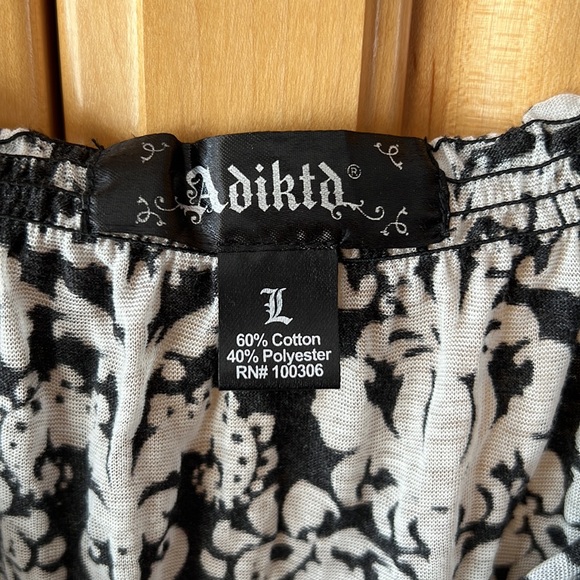 Adiktd®
L
60% Cotton
40% Polyester
RN# 100306